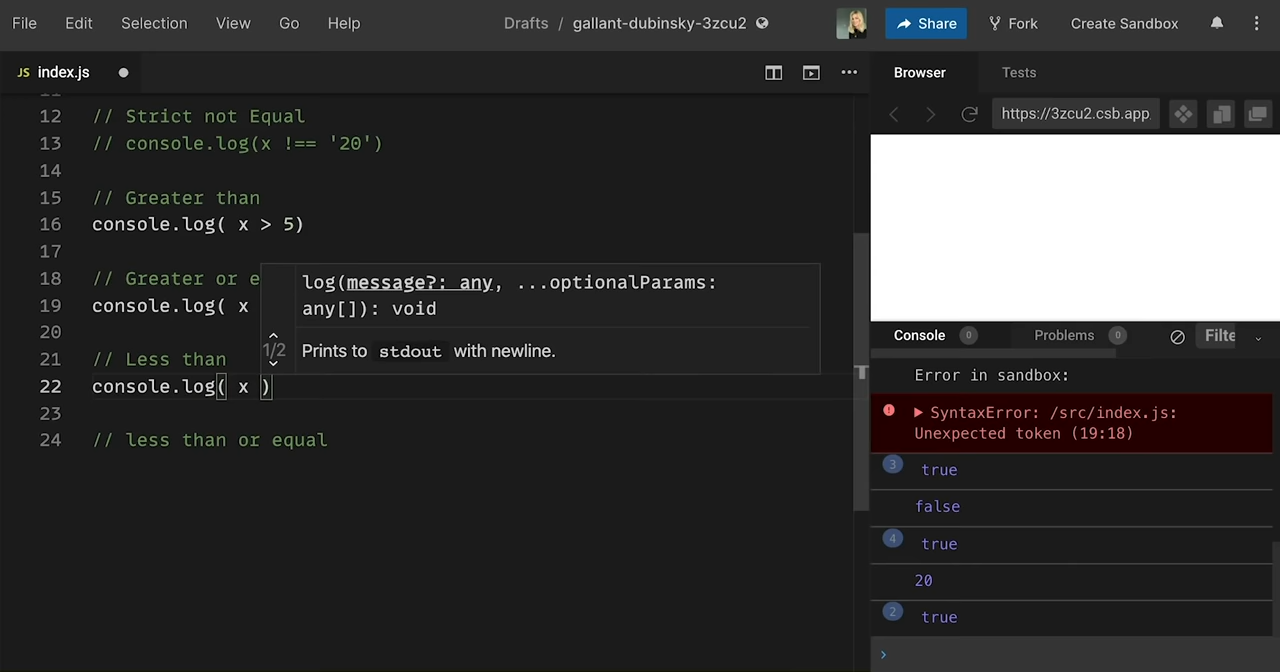 File Edit Selection View Go Help Drafts / gallant-dubinsky-3zcu2 Share Fork Create Sandbox
JS index.js
Browser Tests
https://3zcu2.csb.app
12 // Strict not Equal
13 // console.log(x !== '20')
14
15 // Greater than
16 console.log( x > 5)
17
18 // Greater or e
19 console.log( x
20
21 // Less than
22 console.log( x )
23
24 // less than or equal
log(message?: any, ...optionalParams:
any[]): void
1/2
Prints to stdout with newline.
Console 0 Problems 0 Filte
Error in sandbox:
SyntaxError: /src/index.js:
Unexpected token (19:18)
3 true
false
4 true
20
2 true